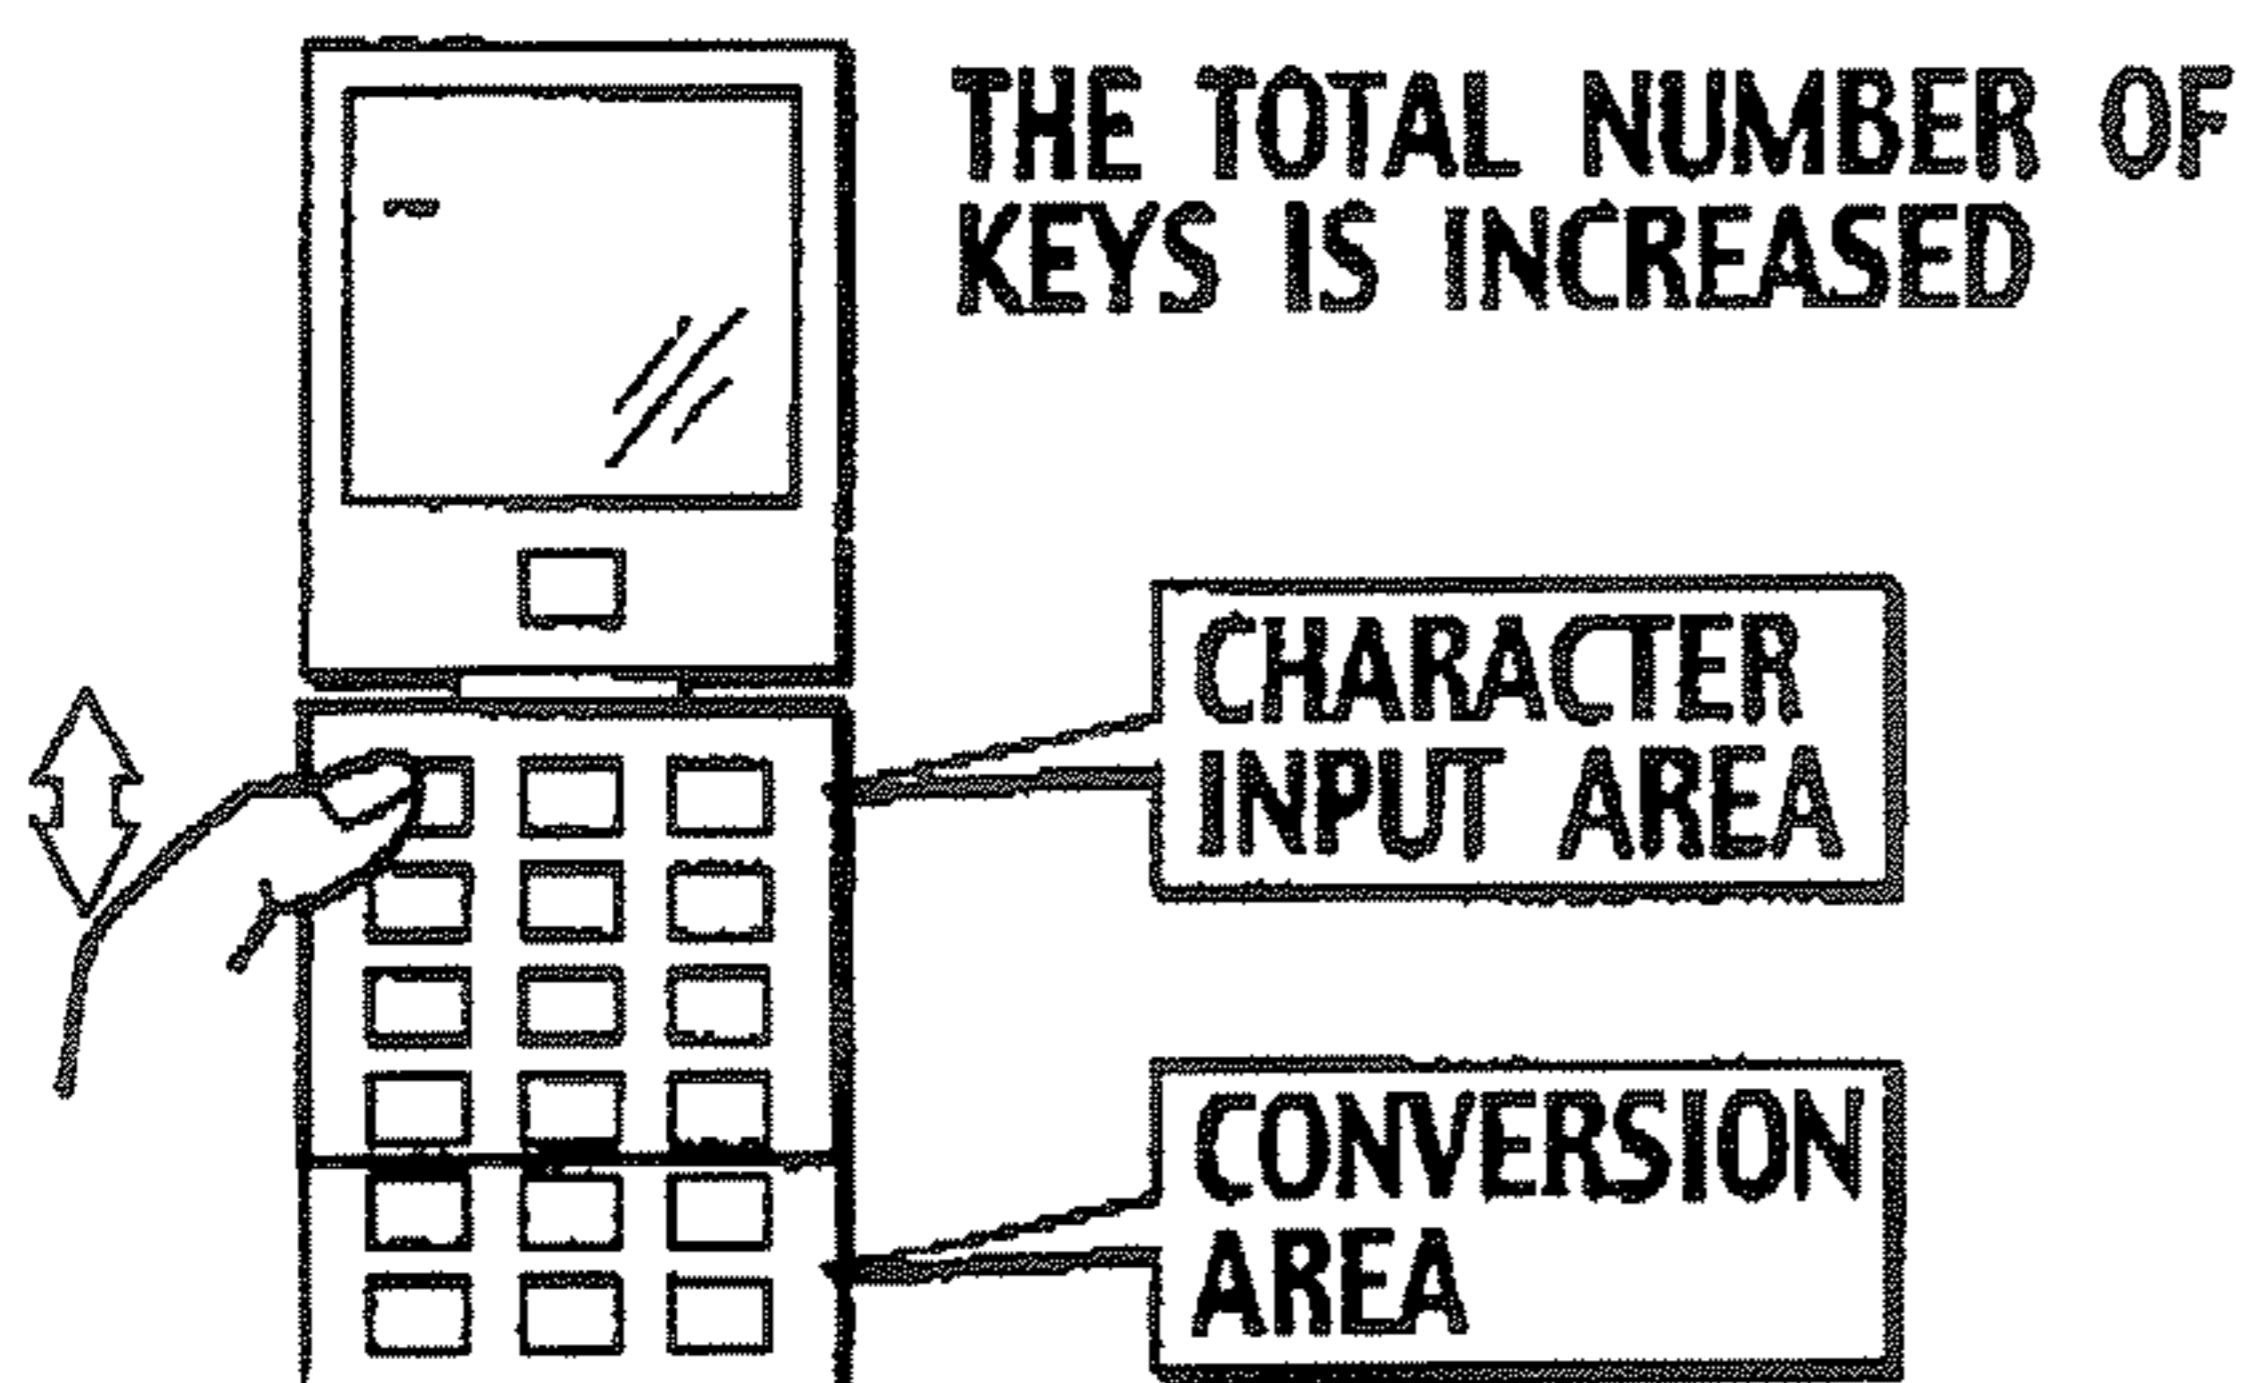 THE TOTAL NUMBER OF
KEYS IS INCREASED
CHARACTER
INPUT AREA
CONVERSION
AREA